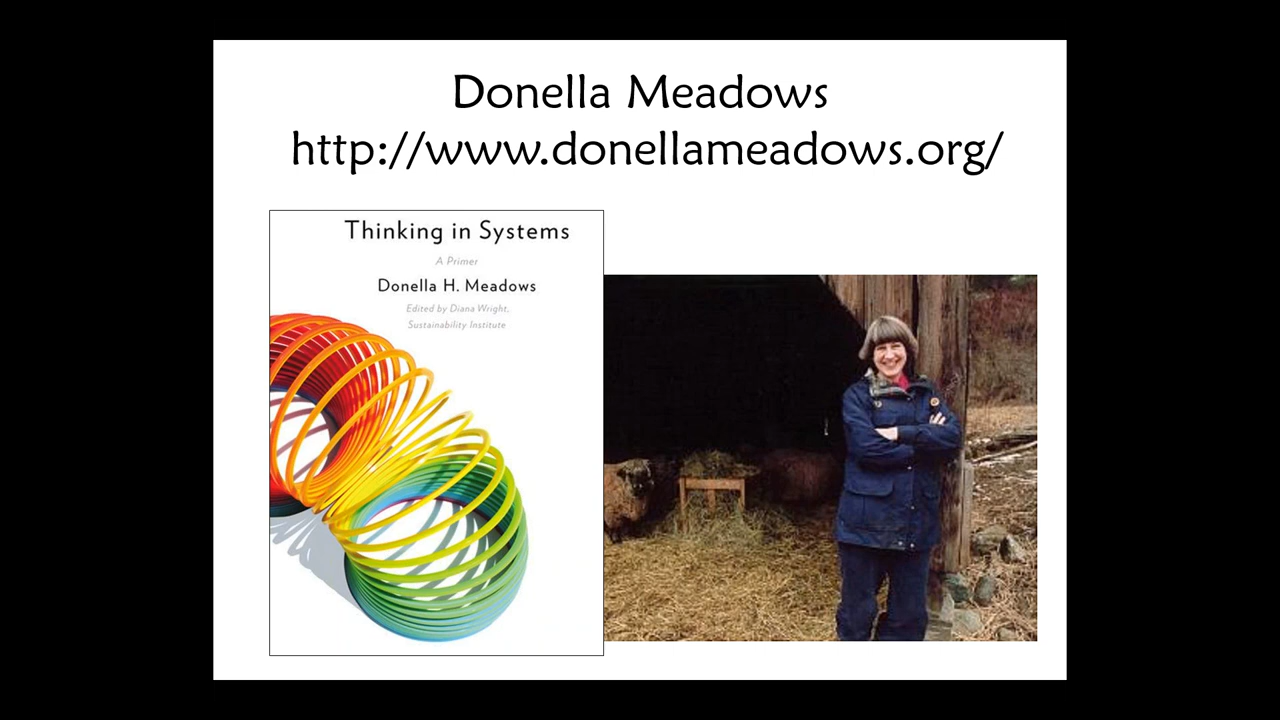 Donella Meadows
http://www.donellameadows.org/
Thinking in Systems
A Primer
Donella H. Meadows
Edited by Diana Wright,
Sustainability Institute